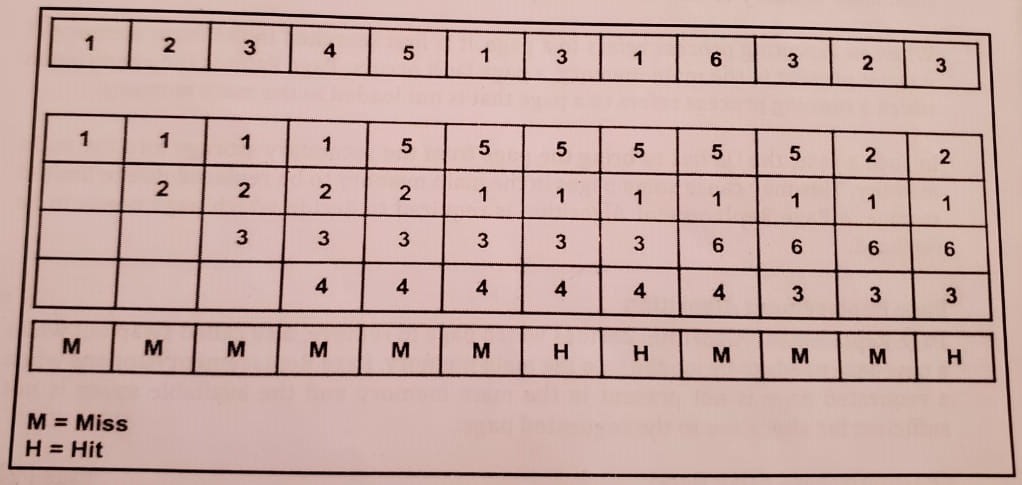 1 2 3 4 5 1 3 1 6 3 2 3
1 1 1 1 5 5 5 5 5 5 2 2
2 2 2 2 1 1 1 1 1 1 1
3 3 3 3 3 3 6 6 6 6
4 4 4 4 4 4 3 3 3
M M M M M M H H M M M H
M = Miss
H = Hit